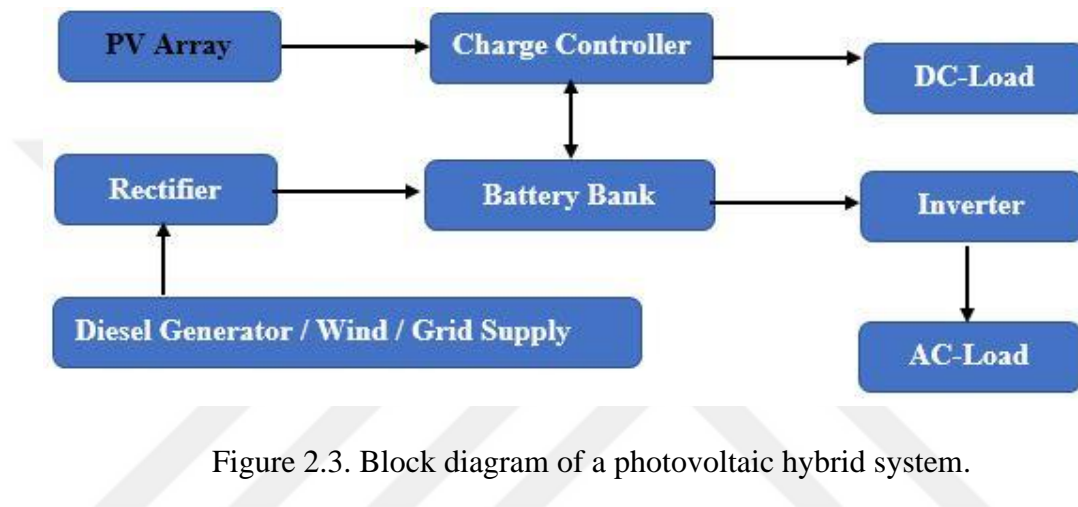 PV Array
Charge Controller
DC-Load
Rectifier
Battery Bank
Inverter
Diesel Generator / Wind / Grid Supply
AC-Load
Figure 2.3. Block diagram of a photovoltaic hybrid system.